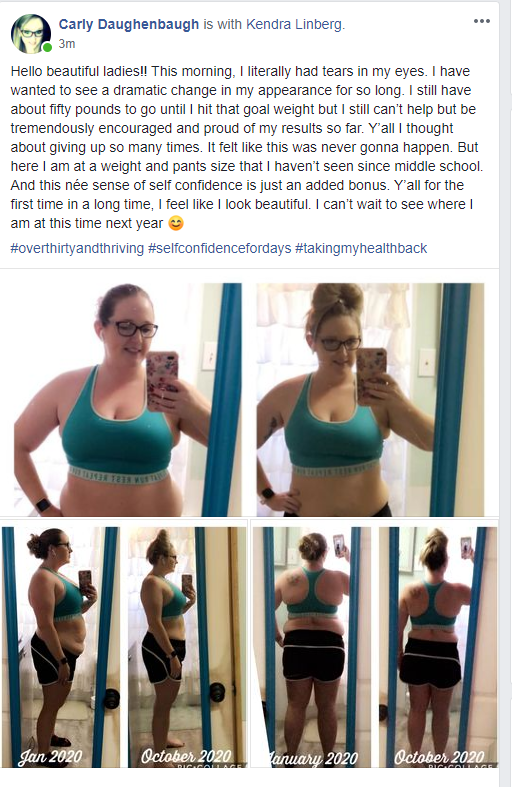 Carly Daughenbaugh is with Kendra Linberg.
3m
Hello beautiful ladies!! This morning, I literally had tears in my eyes. I have
wanted to see a dramatic change in my appearance for so long. I still have
about fifty pounds to go until I hit that goal weight but I still can't help but be
tremendously encouraged and proud of my results so far. Y'all I thought
about giving up so many times. It felt like this was never gonna happen. But
here I am at a weight and pants size that I haven't seen since middle school.
And this née sense of self confidence is just an added bonus. Y'all for the
first time in a long time, I feel like I look beautiful. I can't wait to see where I
am at this time next year 😊
#overthirtyandthriving #selfconfidencefordays #takingmyhealthback
Jan 2020
October 2020
January 2020
October 2020
PIC•COLLAGE
PIC•COLLAGE